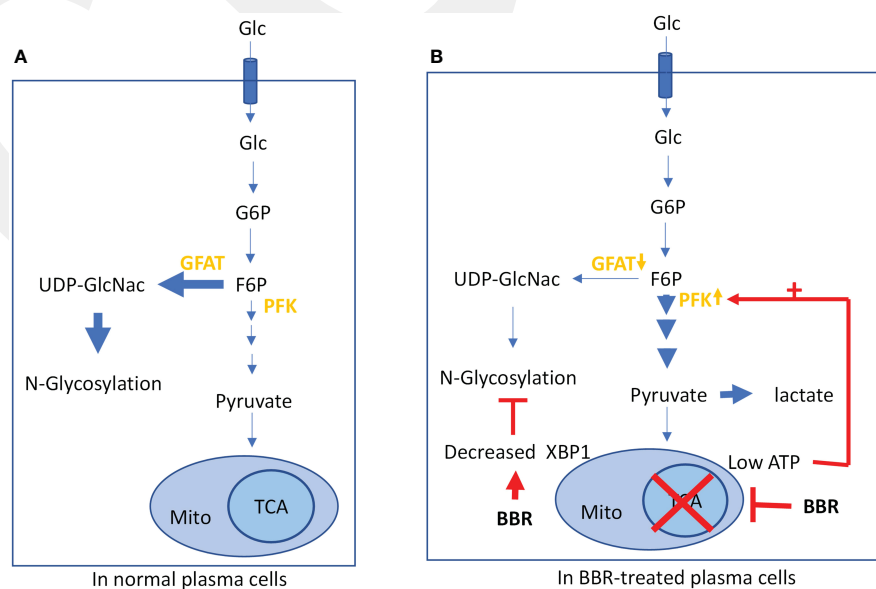 A
Glc
Glc
G6P
GFAT
UDP-GlcNac
F6P
PFK
N-Glycosylation
Pyruvate
Mito
TCA
In normal plasma cells
B
Glc
Glc
G6P
GFAT
UDP-GlcNac
F6P
PFK
+
N-Glycosylation
Pyruvate
lactate
Decreased XBP1
Low ATP
BBR
Mito
TCA
BBR
In BBR-treated plasma cells